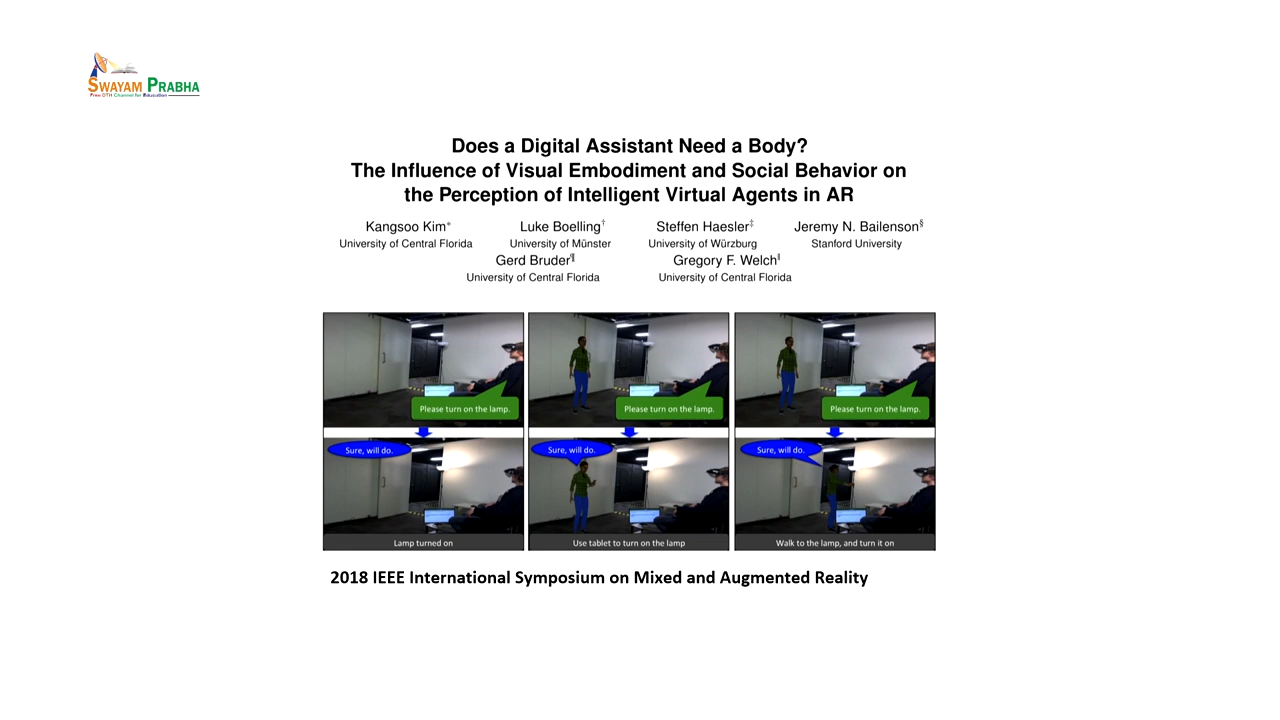 SWAYAM PRABHA
Free DTH Channel for Education
Does a Digital Assistant Need a Body?
The Influence of Visual Embodiment and Social Behavior on
the Perception of Intelligent Virtual Agents in AR
Kangsoo Kim* Luke Boelling† Steffen Haesler‡ Jeremy N. Bailenson§
University of Central Florida University of Münster University of Würzburg Stanford University
Gerd Bruder¶ Gregory F. Welch‖
University of Central Florida University of Central Florida
Please turn on the lamp. Please turn on the lamp. Please turn on the lamp.
Sure, will do. Sure, will do. Sure, will do.
Lamp turned on Use tablet to turn on the lamp Walk to the lamp, and turn it on
2018 IEEE International Symposium on Mixed and Augmented Reality